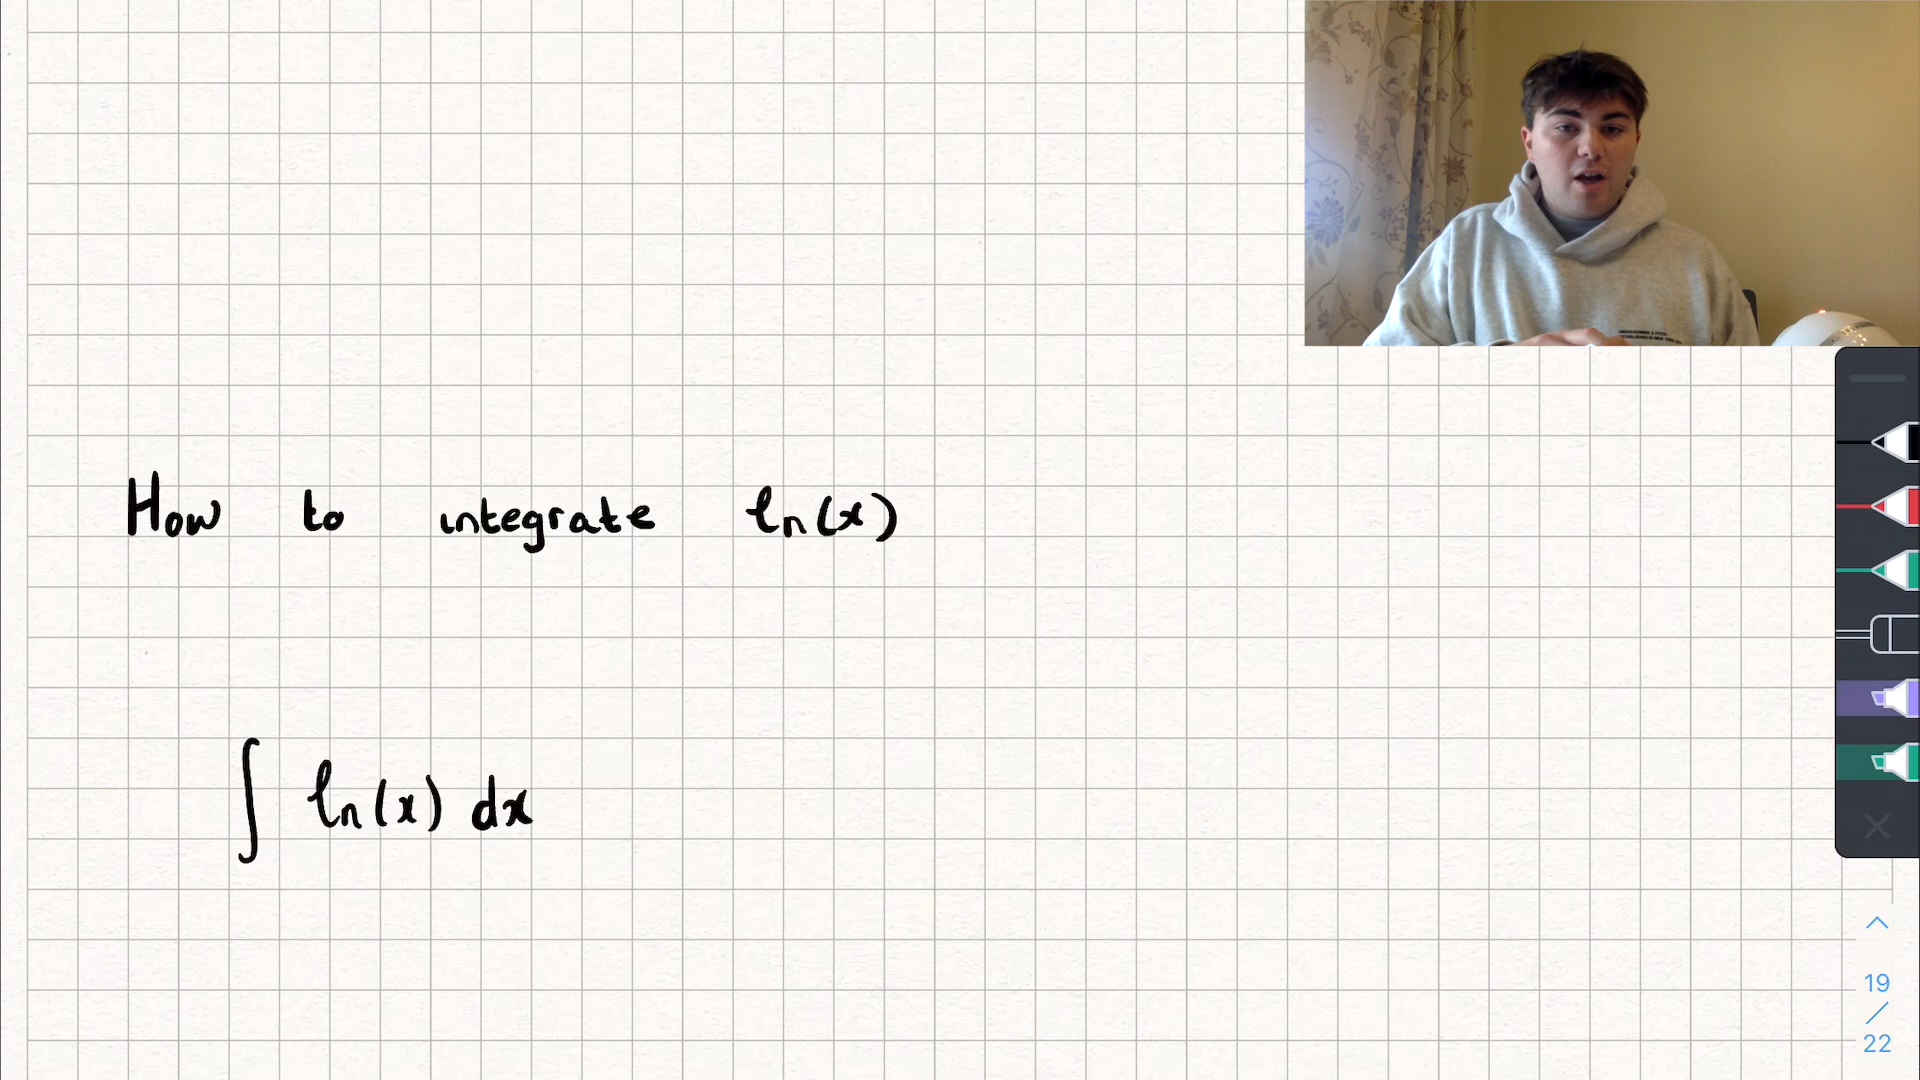 How to integrate ln(x)
∫ ln(x) dx
19
/
22